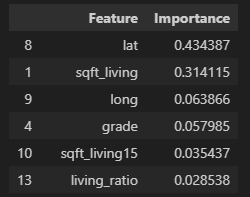 Feature Importance
8 lat 0.434387
1 sqft_living 0.314115
9 long 0.063866
4 grade 0.057985
10 sqft_living15 0.035437
13 living_ratio 0.028538